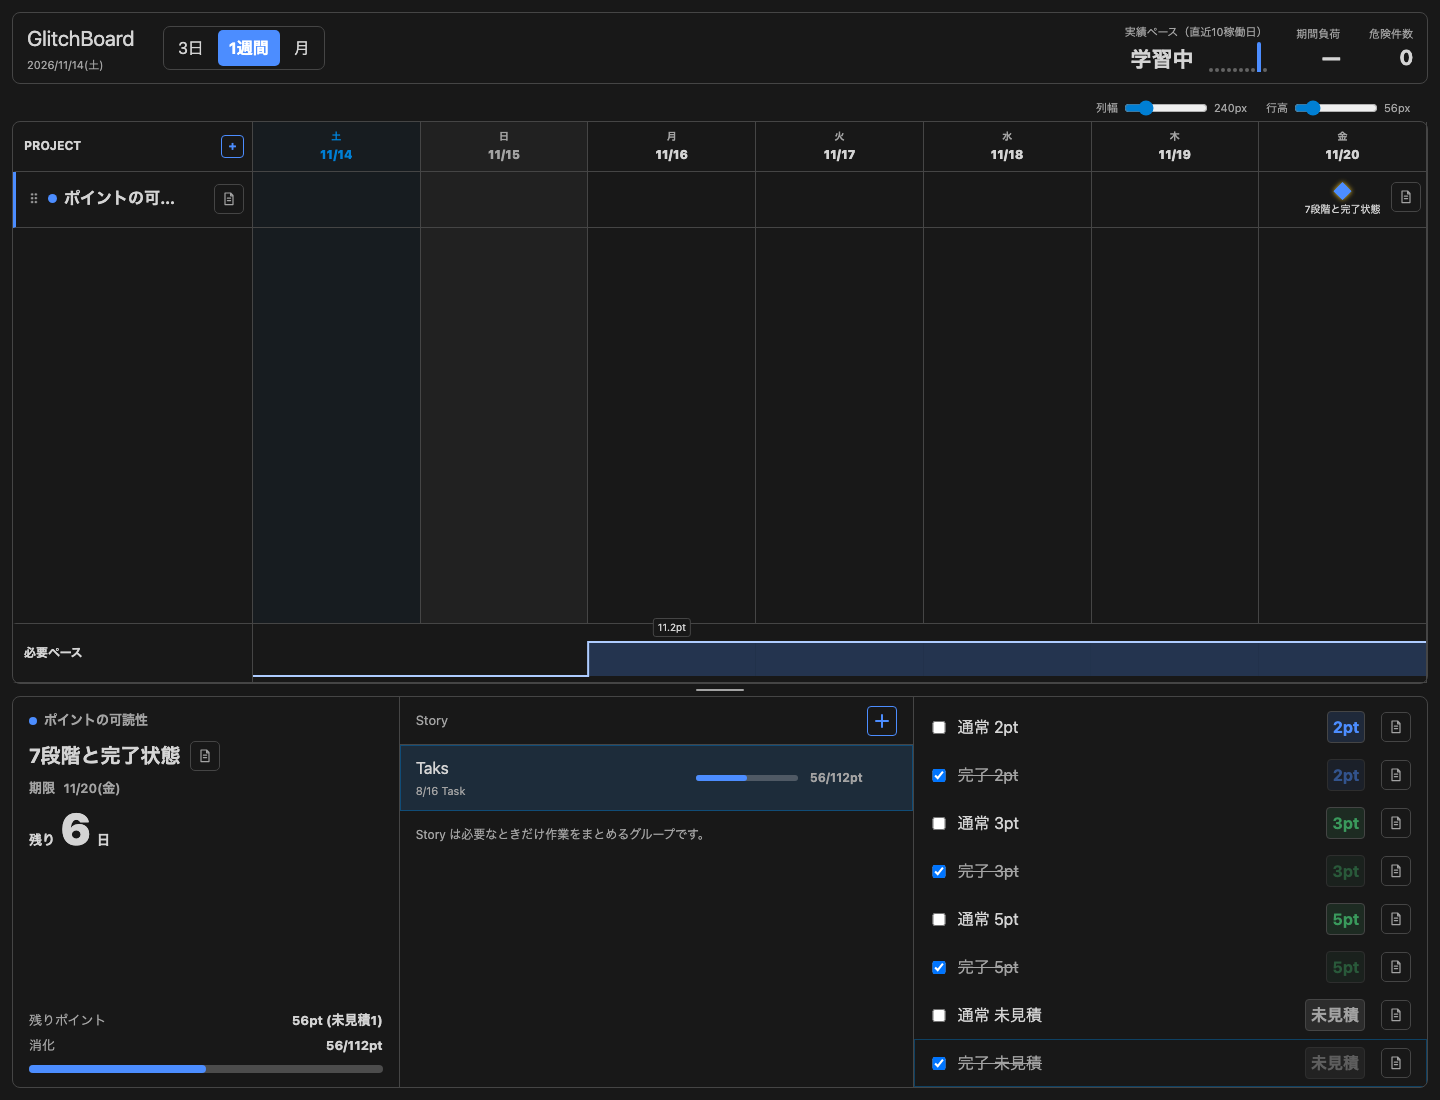 GlitchBoard
2026/11/14(土)
3日 1週間 月
実績ペース（直近10稼働日）
学習中
期間負荷
—
危険件数
0
列幅 240px 行高 56px
PROJECT +
土 11/14
日 11/15
月 11/16
火 11/17
水 11/18
木 11/19
金 11/20
ポイントの可...
7段階と完了状態
必要ペース
11.2pt
ポイントの可読性
7段階と完了状態
期限 11/20(金)
残り 6 日
残りポイント 56pt (未見積1)
消化 56/112pt
Story +
Taks
8/16 Task
56/112pt
Story は必要なときだけ作業をまとめるグループです。
通常 2pt 2pt
完了 2pt 2pt
通常 3pt 3pt
完了 3pt 3pt
通常 5pt 5pt
完了 5pt 5pt
通常 未見積 未見積
完了 未見積 未見積